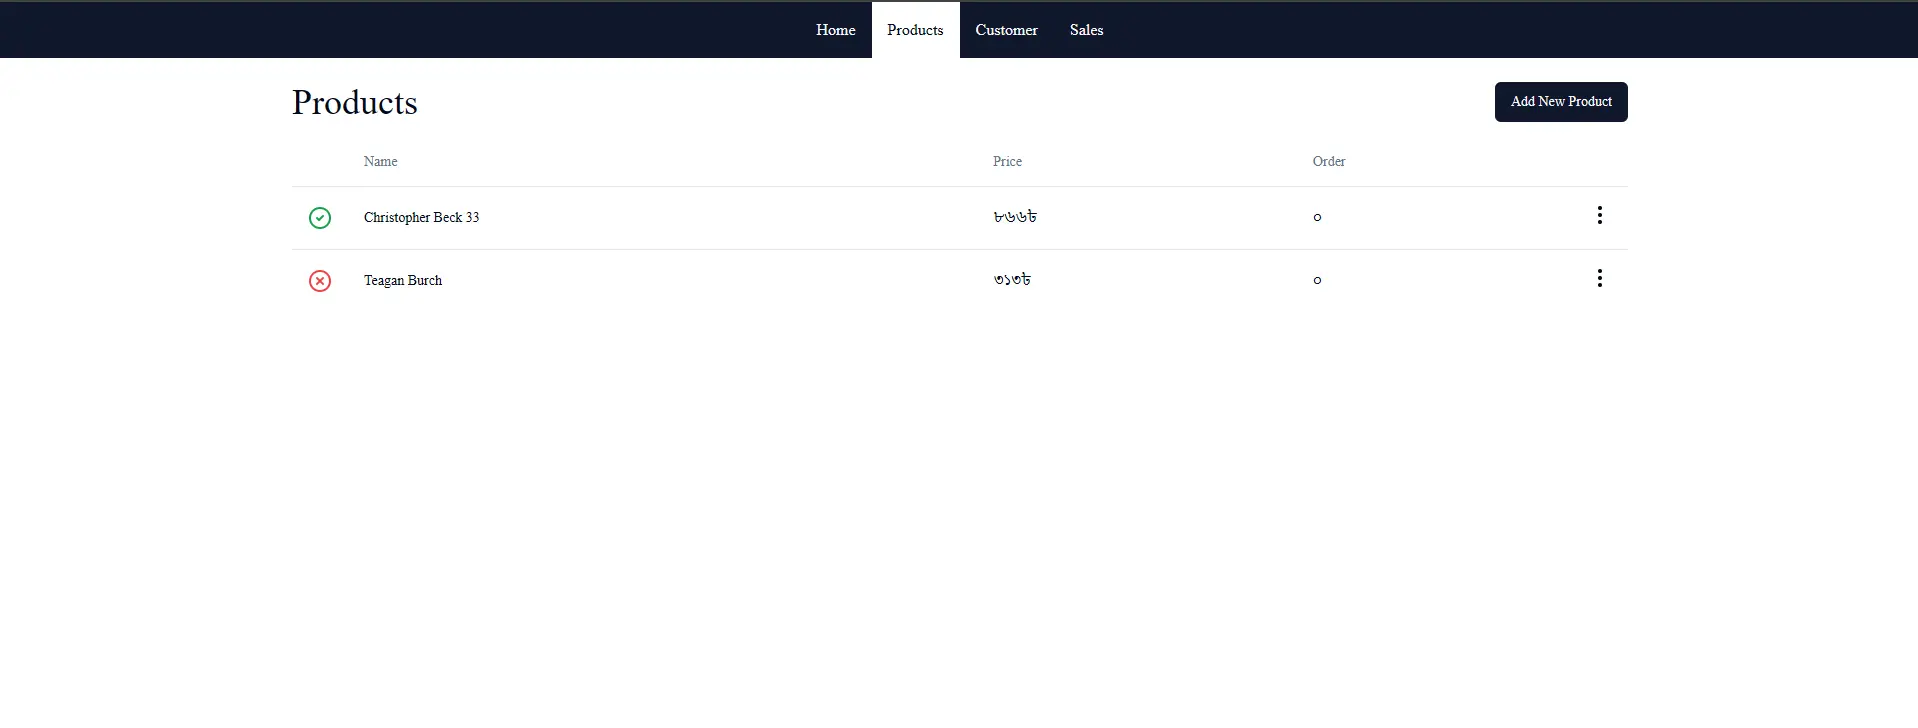 Home Products Customer Sales
Products
Add New Product
Name Price Order
Christopher Beck 33 ৮৬৬৳ ০
Teagan Burch ৩১৩৳ ০